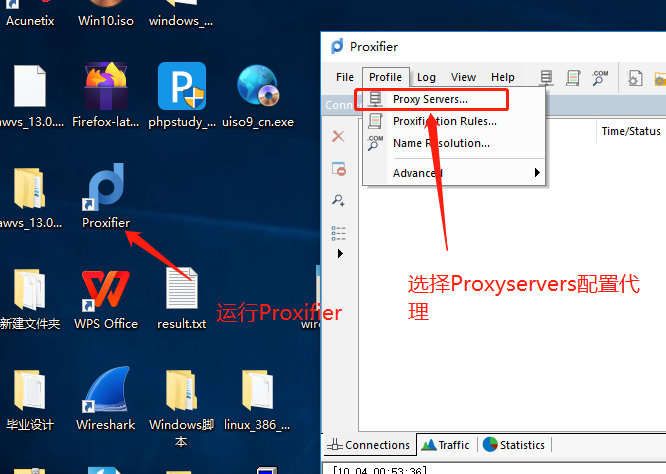 Acunetix
Win10.iso
windows_...
awvs_13.0....
Firefox-lat...
phpstudy_...
uiso9_cn.exe
awvs_13.0...
Proxifier
新建文件夹
WPS Office
result.txt
wir
毕业设计
Wireshark
Windows脚
本
linux_386_...
运行Proxifier
Proxifier
File
Profile
Log
View
Help
.COM
Conn
Proxy Servers...
Proxification Rules...
.COM
Name Resolution...
Advanced
Time/Status
选择Proxyservers配置代
理
Connections
Traffic
Statistics
[10.04 00:53:36]